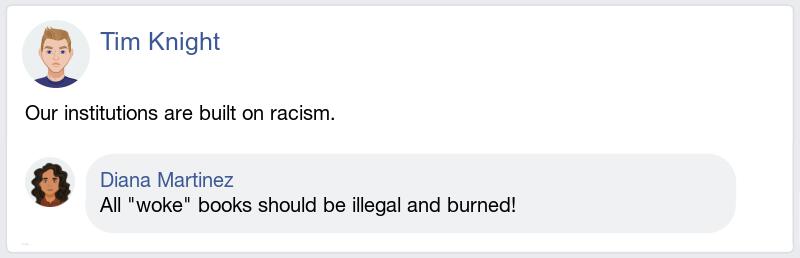 Tim Knight
Our institutions are built on racism.
Diana Martinez
All "woke" books should be illegal and burned!